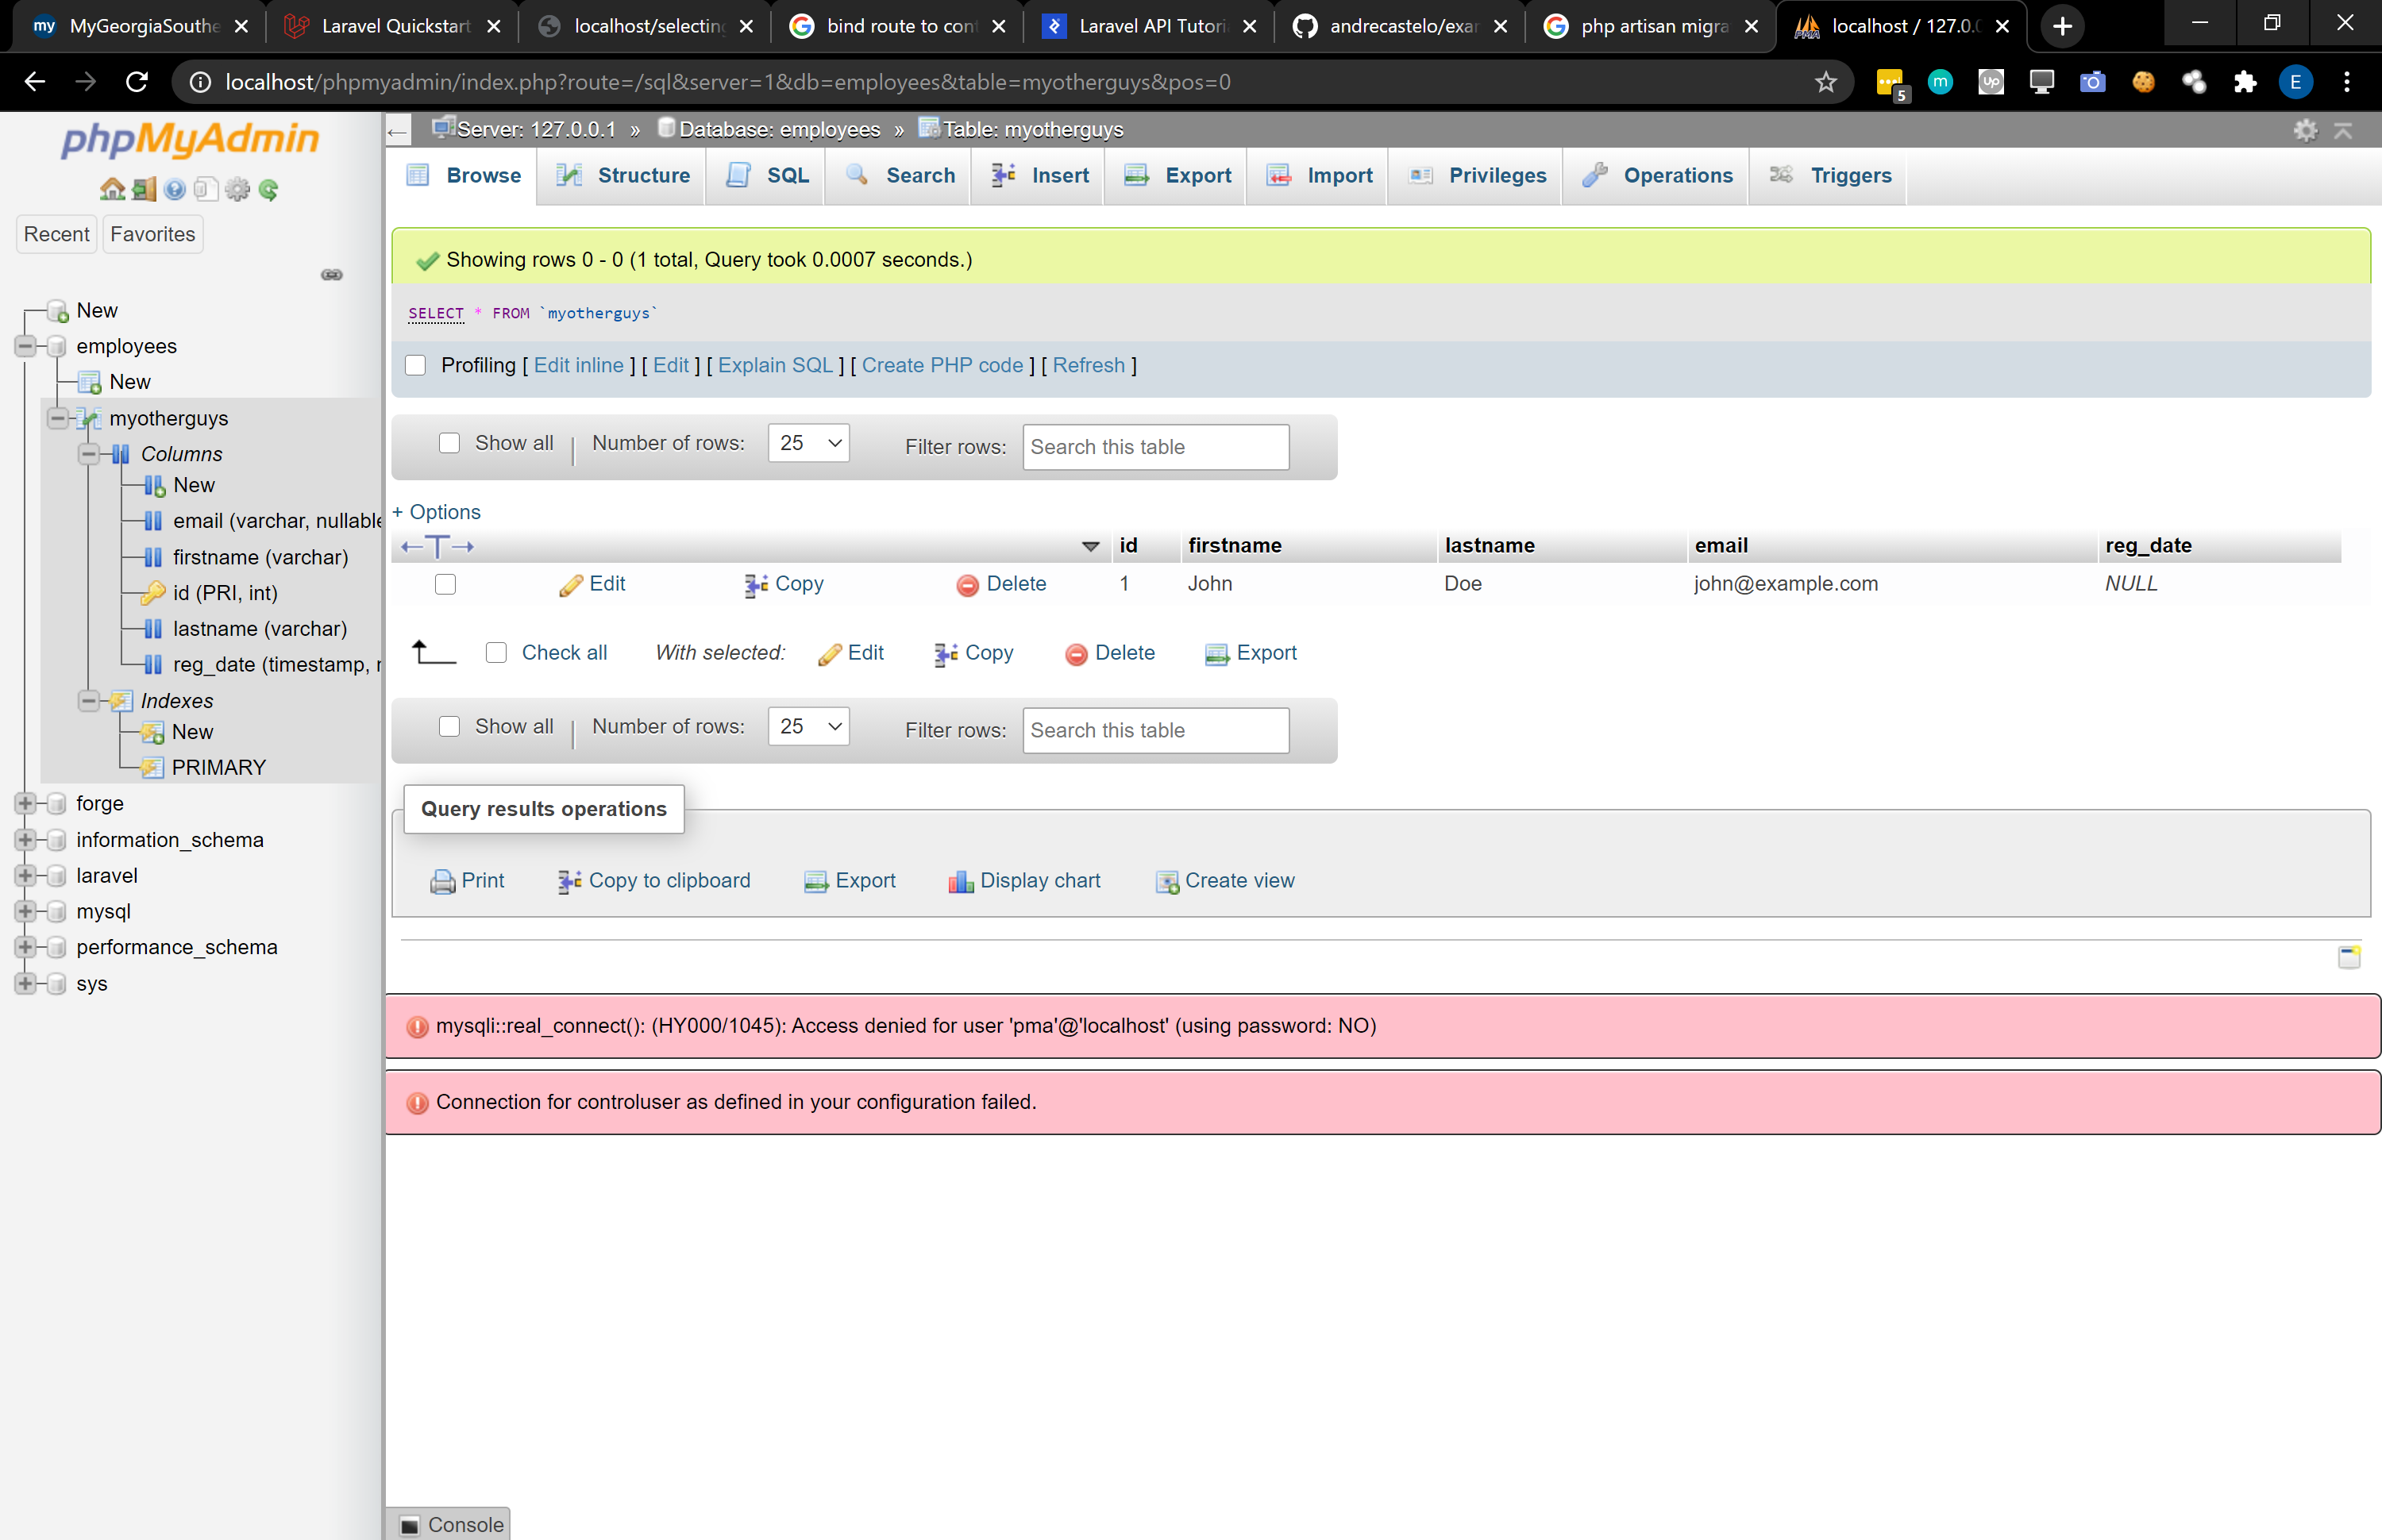 my MyGeorgiaSouthe
Laravel Quickstart
localhost/selecting
bind route to con
Laravel API Tutori
andrecastelo/exar
php artisan migra
localhost / 127.0.0
localhost/phpmyadmin/index.php?route=/sql&server=1&db=employees&table=myotherguys&pos=0
5
m
up
E
phpMyAdmin
Recent
Favorites
New
employees
New
myotherguys
Columns
New
email (varchar, nullable
firstname (varchar)
id (PRI, int)
lastname (varchar)
reg_date (timestamp, r
Indexes
New
PRIMARY
forge
information_schema
laravel
mysql
performance_schema
sys
Server: 127.0.0.1 » Database: employees » Table: myotherguys
Browse Structure SQL Search Insert Export Import Privileges Operations Triggers
Showing rows 0 - 0 (1 total, Query took 0.0007 seconds.)
SELECT * FROM `myotherguys`
Profiling [ Edit inline ] [ Edit ] [ Explain SQL ] [ Create PHP code ] [ Refresh ]
Show all | Number of rows: 25 Filter rows: Search this table
+ Options
←T→ id firstname lastname email reg_date
Edit Copy Delete 1 John Doe john@example.com NULL
Check all With selected: Edit Copy Delete Export
Show all | Number of rows: 25 Filter rows: Search this table
Query results operations
Print Copy to clipboard Export Display chart Create view
mysqli::real_connect(): (HY000/1045): Access denied for user 'pma'@'localhost' (using password: NO)
Connection for controluser as defined in your configuration failed.
Console